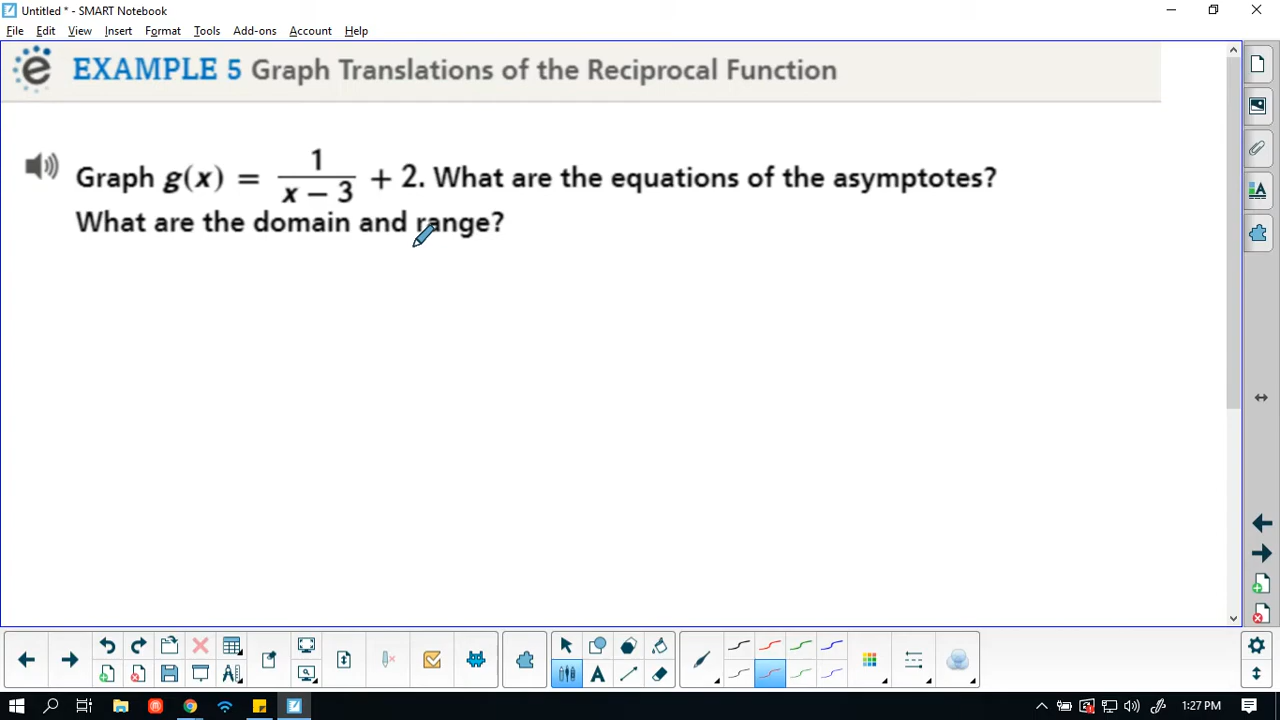 Untitled * - SMART Notebook
File Edit View Insert Format Tools Add-ons Account Help
e EXAMPLE 5 Graph Translations of the Reciprocal Function
Graph g(x) = 1/(x − 3) + 2. What are the equations of the asymptotes?
What are the domain and range?
1:27 PM